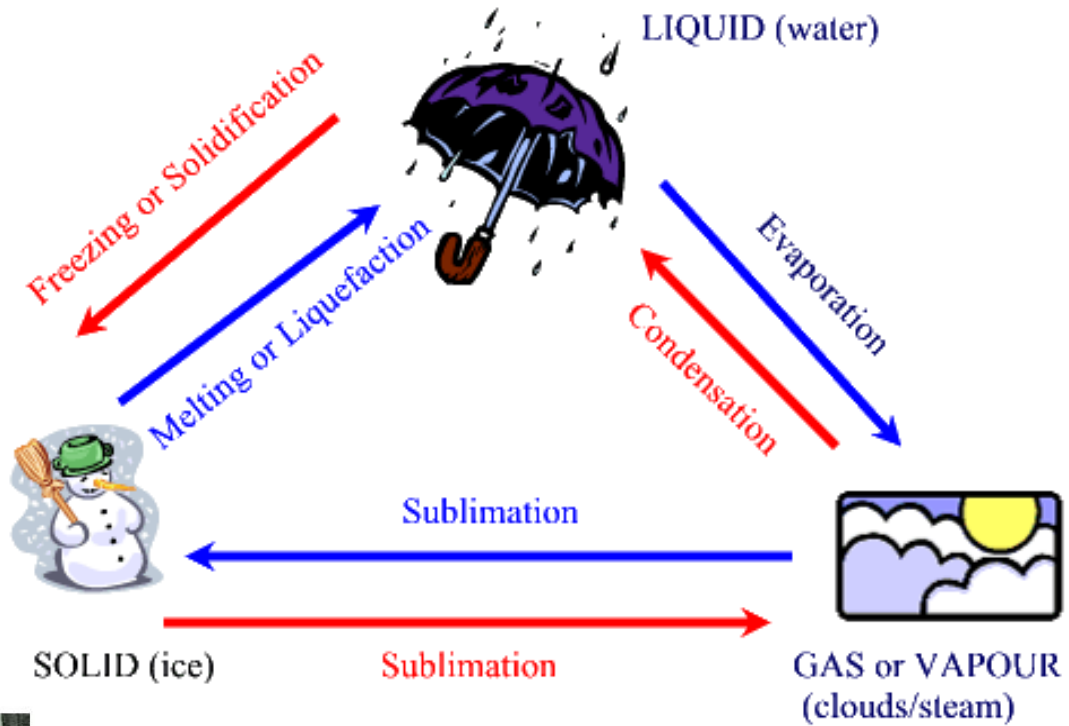 LIQUID (water)
Freezing or Solidification
Melting or Liquefaction
Evaporation
Condensation
Sublimation
Sublimation
SOLID (ice)
GAS or VAPOUR
(clouds/steam)